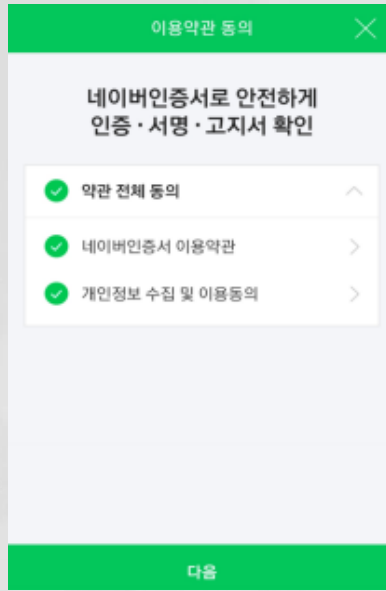 이용약관 동의
네이버인증서로 안전하게
인증 · 서명 · 고지서 확인
약관 전체 동의
네이버인증서 이용약관
개인정보 수집 및 이용동의
다음